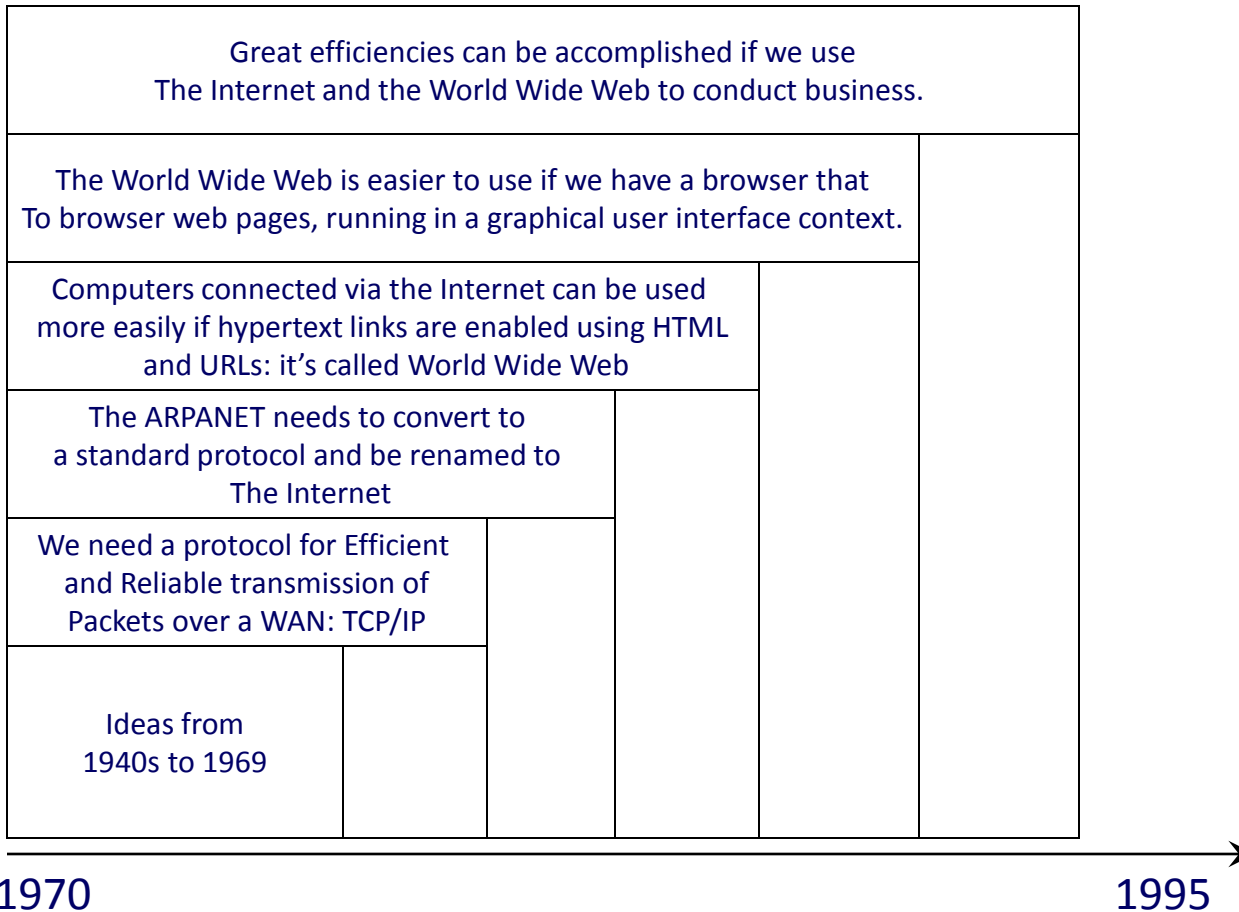 Great efficiencies can be accomplished if we use
The Internet and the World Wide Web to conduct business.
The World Wide Web is easier to use if we have a browser that
To browser web pages, running in a graphical user interface context.
Computers connected via the Internet can be used
more easily if hypertext links are enabled using HTML
and URLs: it’s called World Wide Web
The ARPANET needs to convert to
a standard protocol and be renamed to
The Internet
We need a protocol for Efficient
and Reliable transmission of
Packets over a WAN: TCP/IP
Ideas from
1940s to 1969
1970
1995